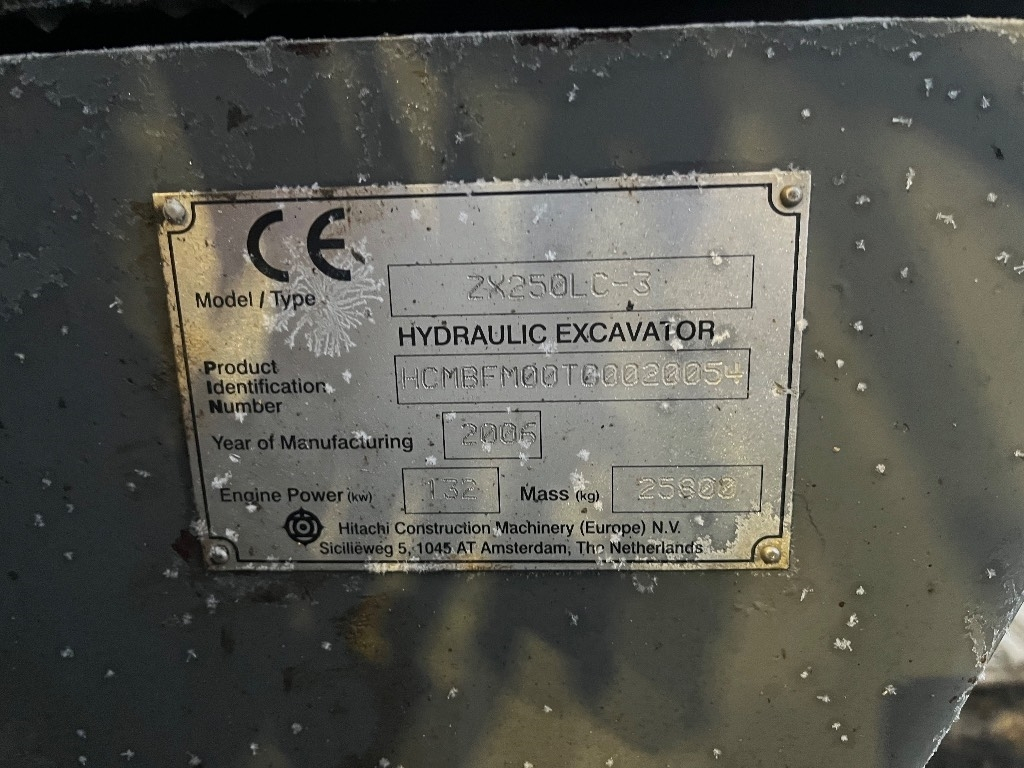 CE
Model / Type ZX250LC-3
HYDRAULIC EXCAVATOR
Product
Identification
Number HCMBFM00T00020054
Year of Manufacturing 2006
Engine Power (kw) 132 Mass (kg) 25800
Hitachi Construction Machinery (Europe) N.V.
Siciliëweg 5, 1045 AT Amsterdam, The Netherlands